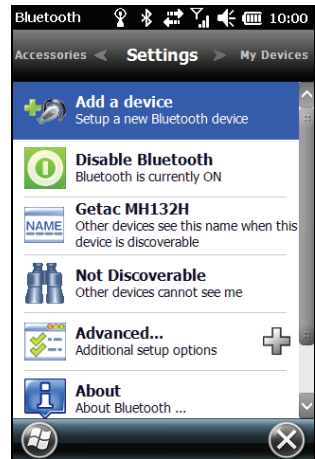 Bluetooth 10:00
Accessories Settings My Devices
Add a device
Setup a new Bluetooth device
Disable Bluetooth
Bluetooth is currently ON
NAME
Getac MH132H
Other devices see this name when this
device is discoverable
Not Discoverable
Other devices cannot see me
Advanced...
Additional setup options
About
About Bluetooth ...